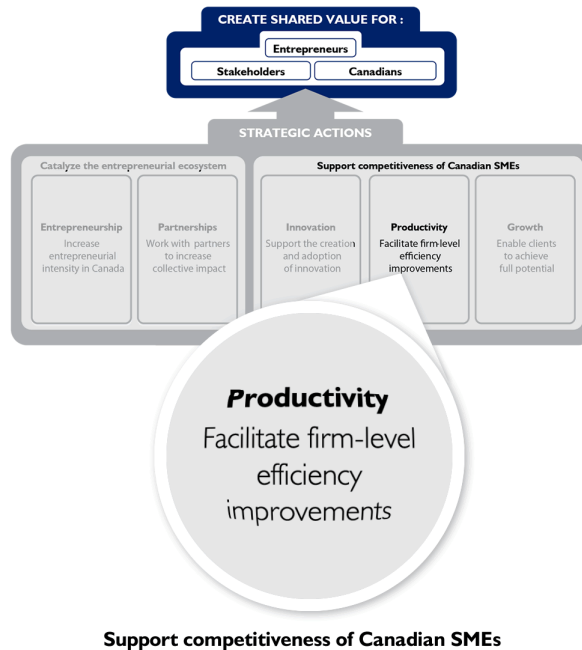 CREATE SHARED VALUE FOR :
Entrepreneurs
Stakeholders
Canadians
STRATEGIC ACTIONS
Catalyze the entrepreneurial ecosystem
Entrepreneurship
Increase
entrepreneurial
intensity in Canada
Partnerships
Work with partners
to increase
collective impact
Support competitiveness of Canadian SMEs
Innovation
Support the creation
and adoption
of innovation
Productivity
Facilitate firm-level
efficiency
improvements
Growth
Enable clients
to achieve
full potential
Productivity
Facilitate firm-level
efficiency
improvements
Support competitiveness of Canadian SMEs